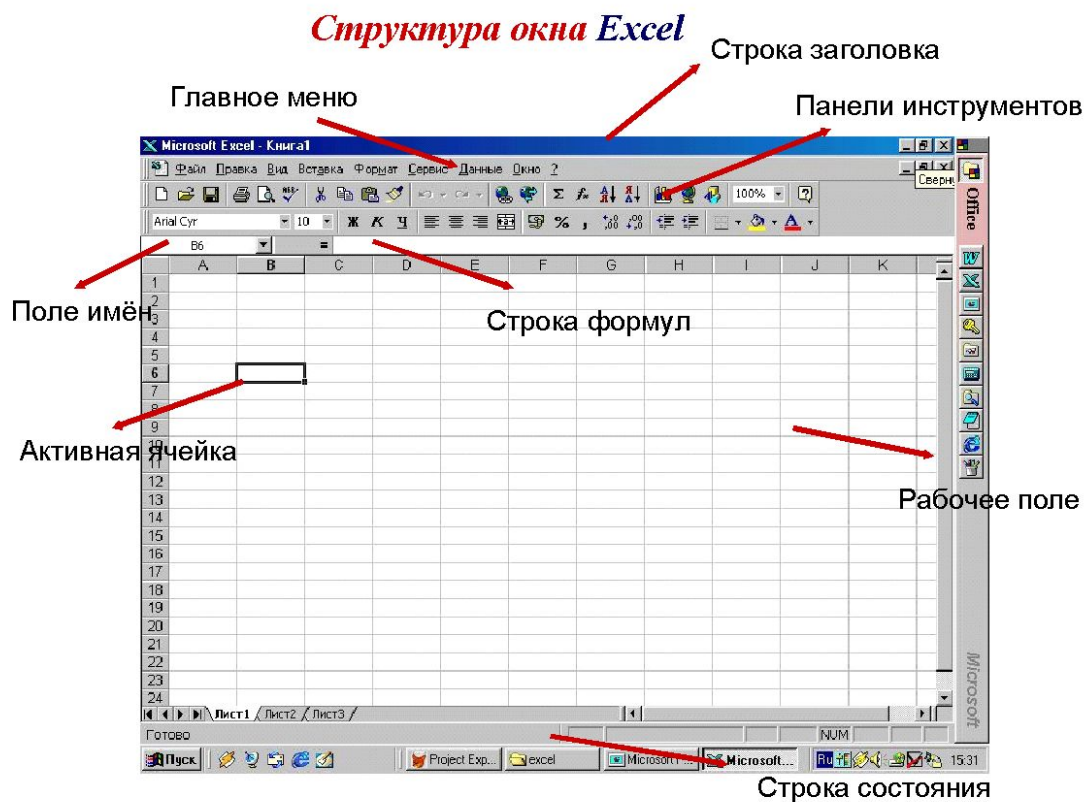 Структура окна Excel
Строка заголовка
Главное меню
Панели инструментов
Microsoft Excel - Книга1
Файл Правка Вид Вставка Формат Сервис Данные Окно ?
Сверн
100%
Office
Arial Cyr 10 Ж К Ч %
B6 =
A B C D E F G H I J K
1
2
Поле имён
3
Строка формул
4
5
6
7
8
9
Активная ячейка
10
11
12
Рабочее поле
13
14
15
16
17
18
19
20
21
22
23
24
Microsoft
Лист1 Лист2 Лист3
Готово NUM
Пуск Project Exp... excel Microsoft... Ru 15:31
Строка состояния